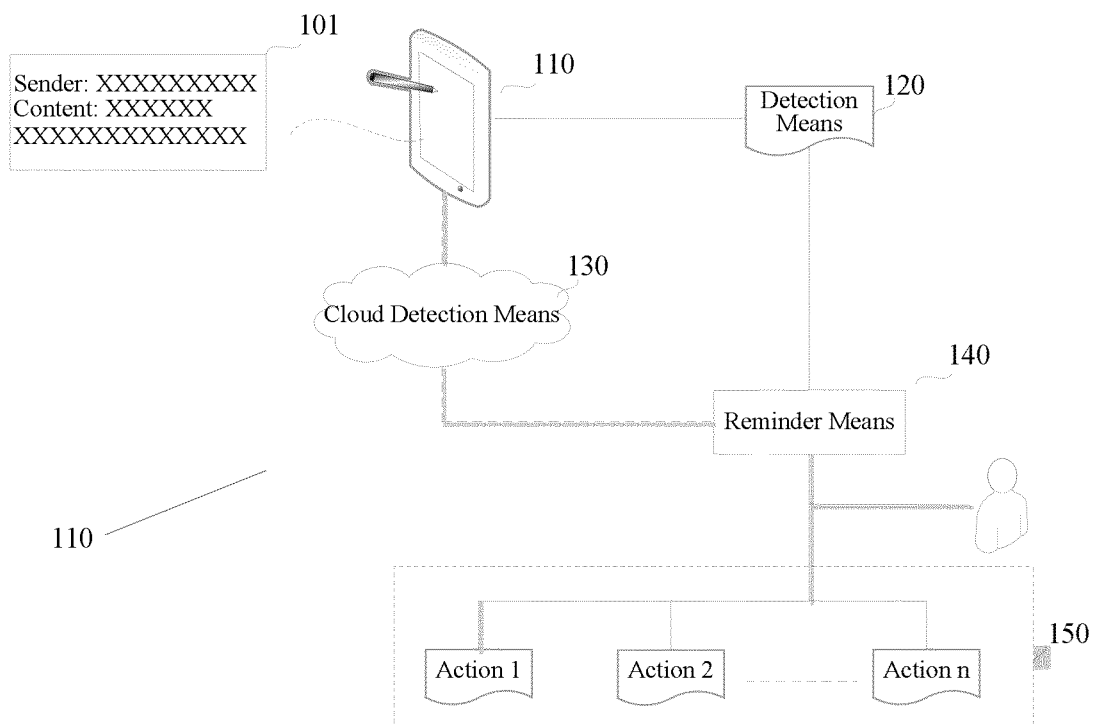 101
Sender: XXXXXXXXX
Content: XXXXXX
XXXXXXXXXXXXX
110
Detection
Means
120
130
Cloud Detection Means
140
Reminder Means
110
150
Action 1
Action 2
Action n